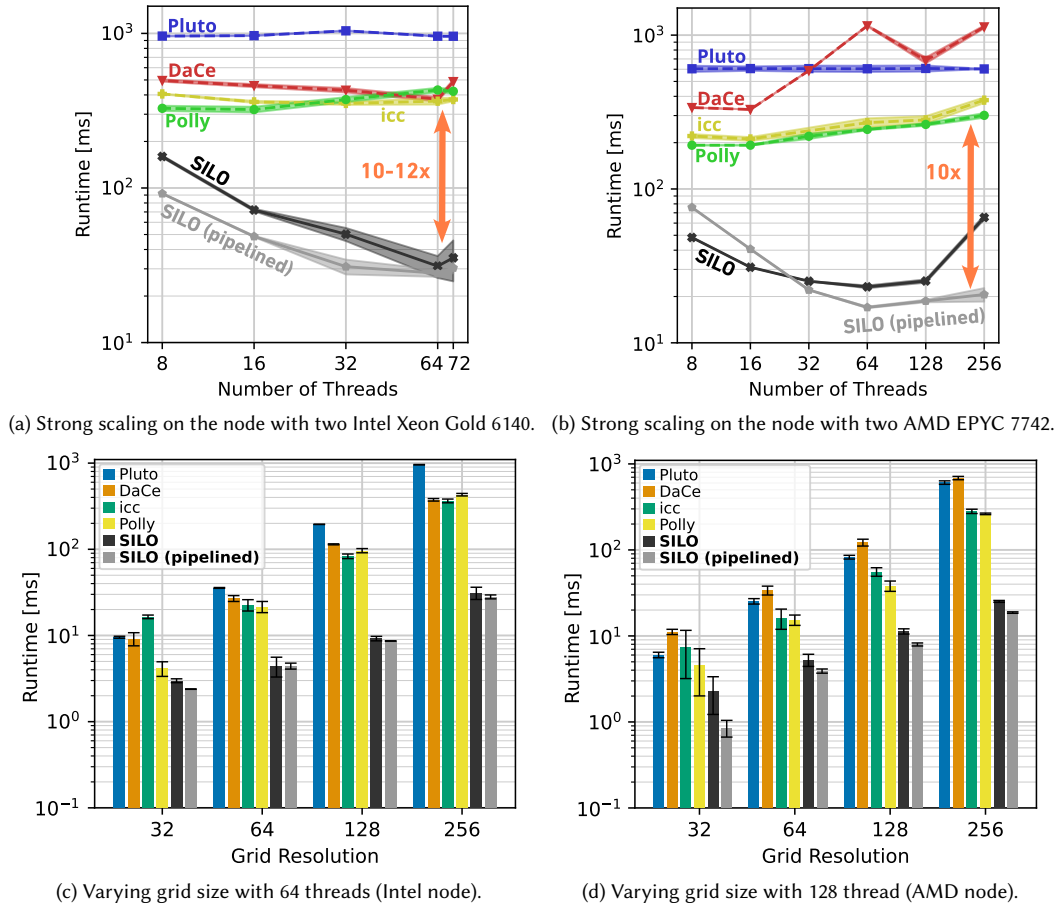 10³
10²
10¹
Runtime [ms]
Pluto
DaCe
Polly
icc
SILO
SILO (pipelined)
10-12x
8 16 32 64 72
Number of Threads
(a) Strong scaling on the node with two Intel Xeon Gold 6140.
10³
10²
10¹
Runtime [ms]
Pluto
DaCe
icc
Polly
SILO
SILO (pipelined)
10x
8 16 32 64 128 256
Number of Threads
(b) Strong scaling on the node with two AMD EPYC 7742.
10³
10²
10¹
10⁰
10⁻¹
Runtime [ms]
Pluto
DaCe
icc
Polly
SILO
SILO (pipelined)
32 64 128 256
Grid Resolution
(c) Varying grid size with 64 threads (Intel node).
10³
10²
10¹
10⁰
10⁻¹
Runtime [ms]
Pluto
DaCe
icc
Polly
SILO
SILO (pipelined)
32 64 128 256
Grid Resolution
(d) Varying grid size with 128 thread (AMD node).